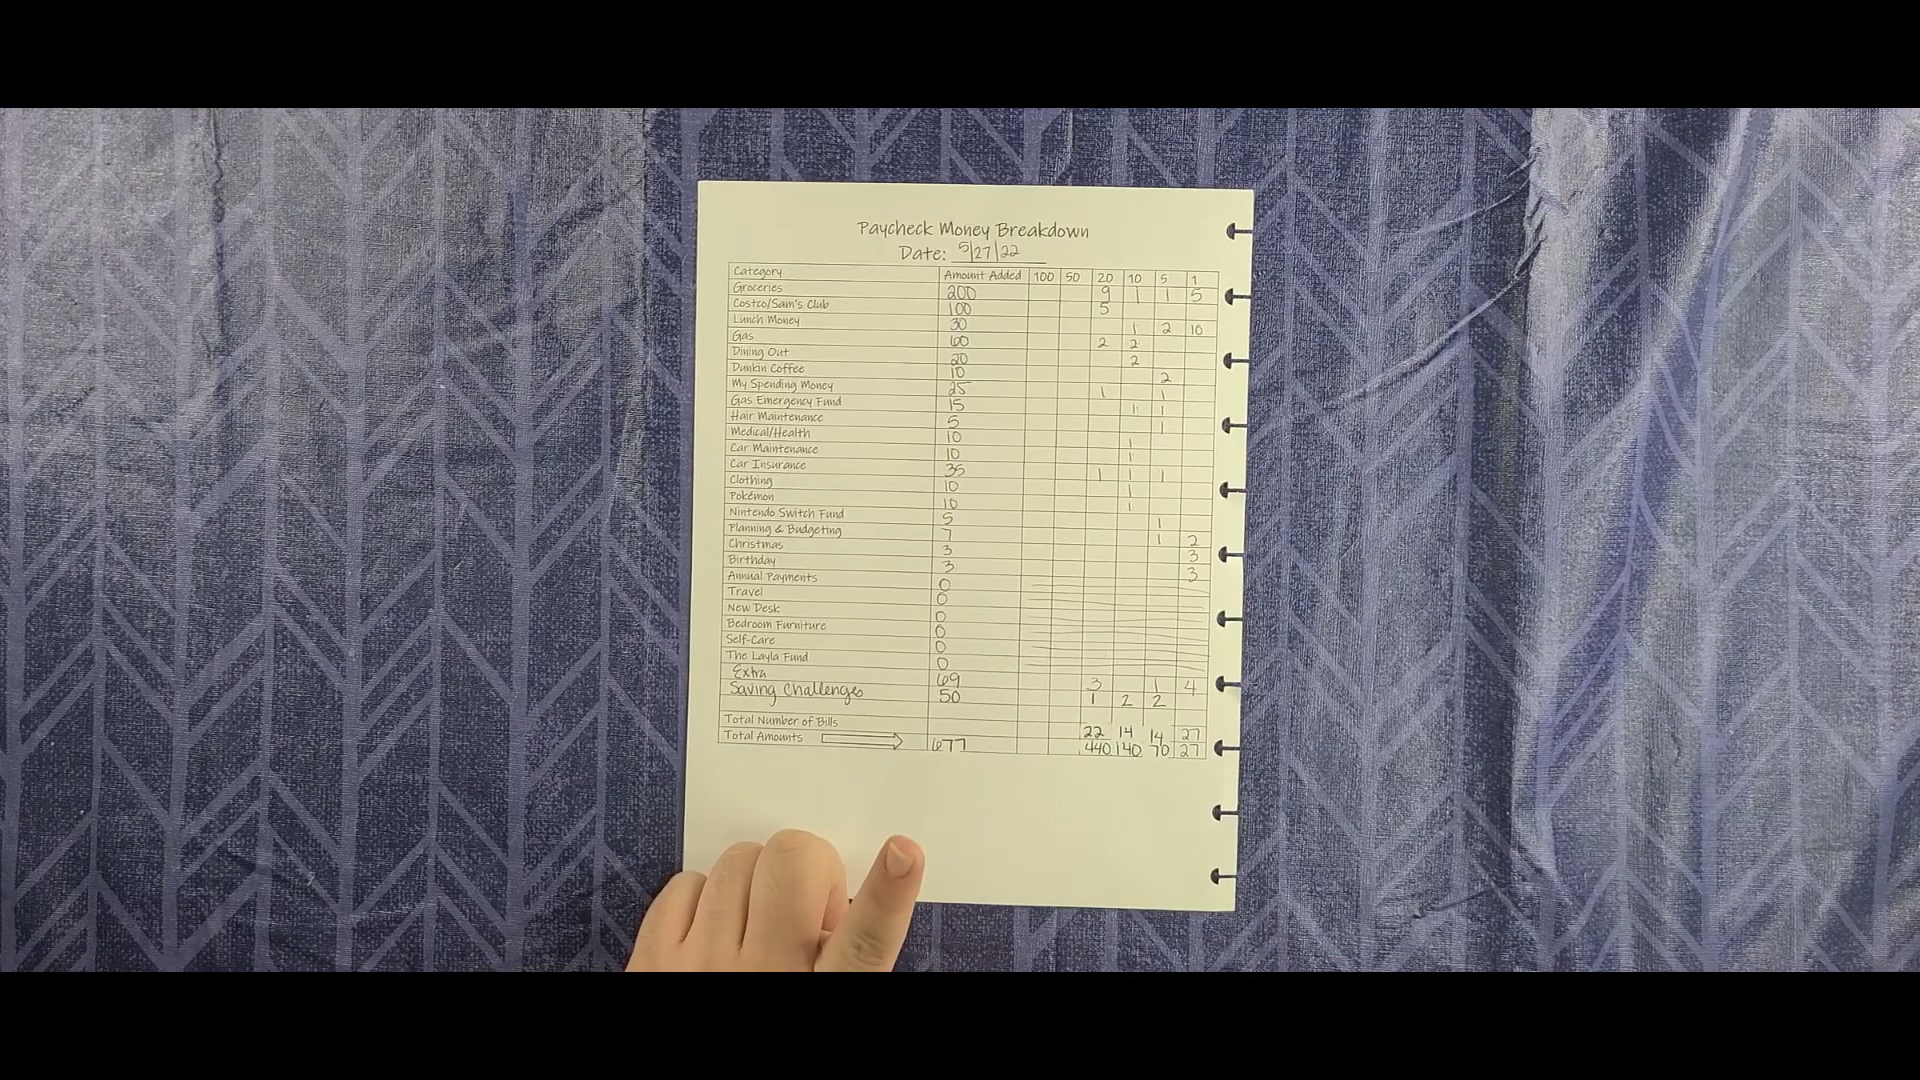 Paycheck Money Breakdown
Date: 5/27/22
Category Amount Added 100 50 20 10 5 1
Groceries 200 9 1 1 5
Costco/Sam's Club 100 5
Lunch Money 30 1 2 10
Gas 60 2 2
Dining Out 20 2
Dunkin Coffee 10 2
My Spending Money 25 1 1
Gas Emergency Fund 15 1 1
Hair Maintenance 5 1
Medical/Health 10 1
Car Maintenance 10 1
Car Insurance 35 1 1 1
Clothing 10 1
Pokémon 10 1
Nintendo Switch Fund 5 1
Planning & Budgeting 7 1 2
Christmas 3 3
Birthday 3 3
Annual Payments 0
Travel 0
New Desk 0
Bedroom Furniture 0
Self-Care 0
The Layla Fund 0
Extra 69 3 1 4
Saving Challenges 50 1 2 2
Total Number of Bills 22 14 14 27
Total Amounts 677 440 140 70 27